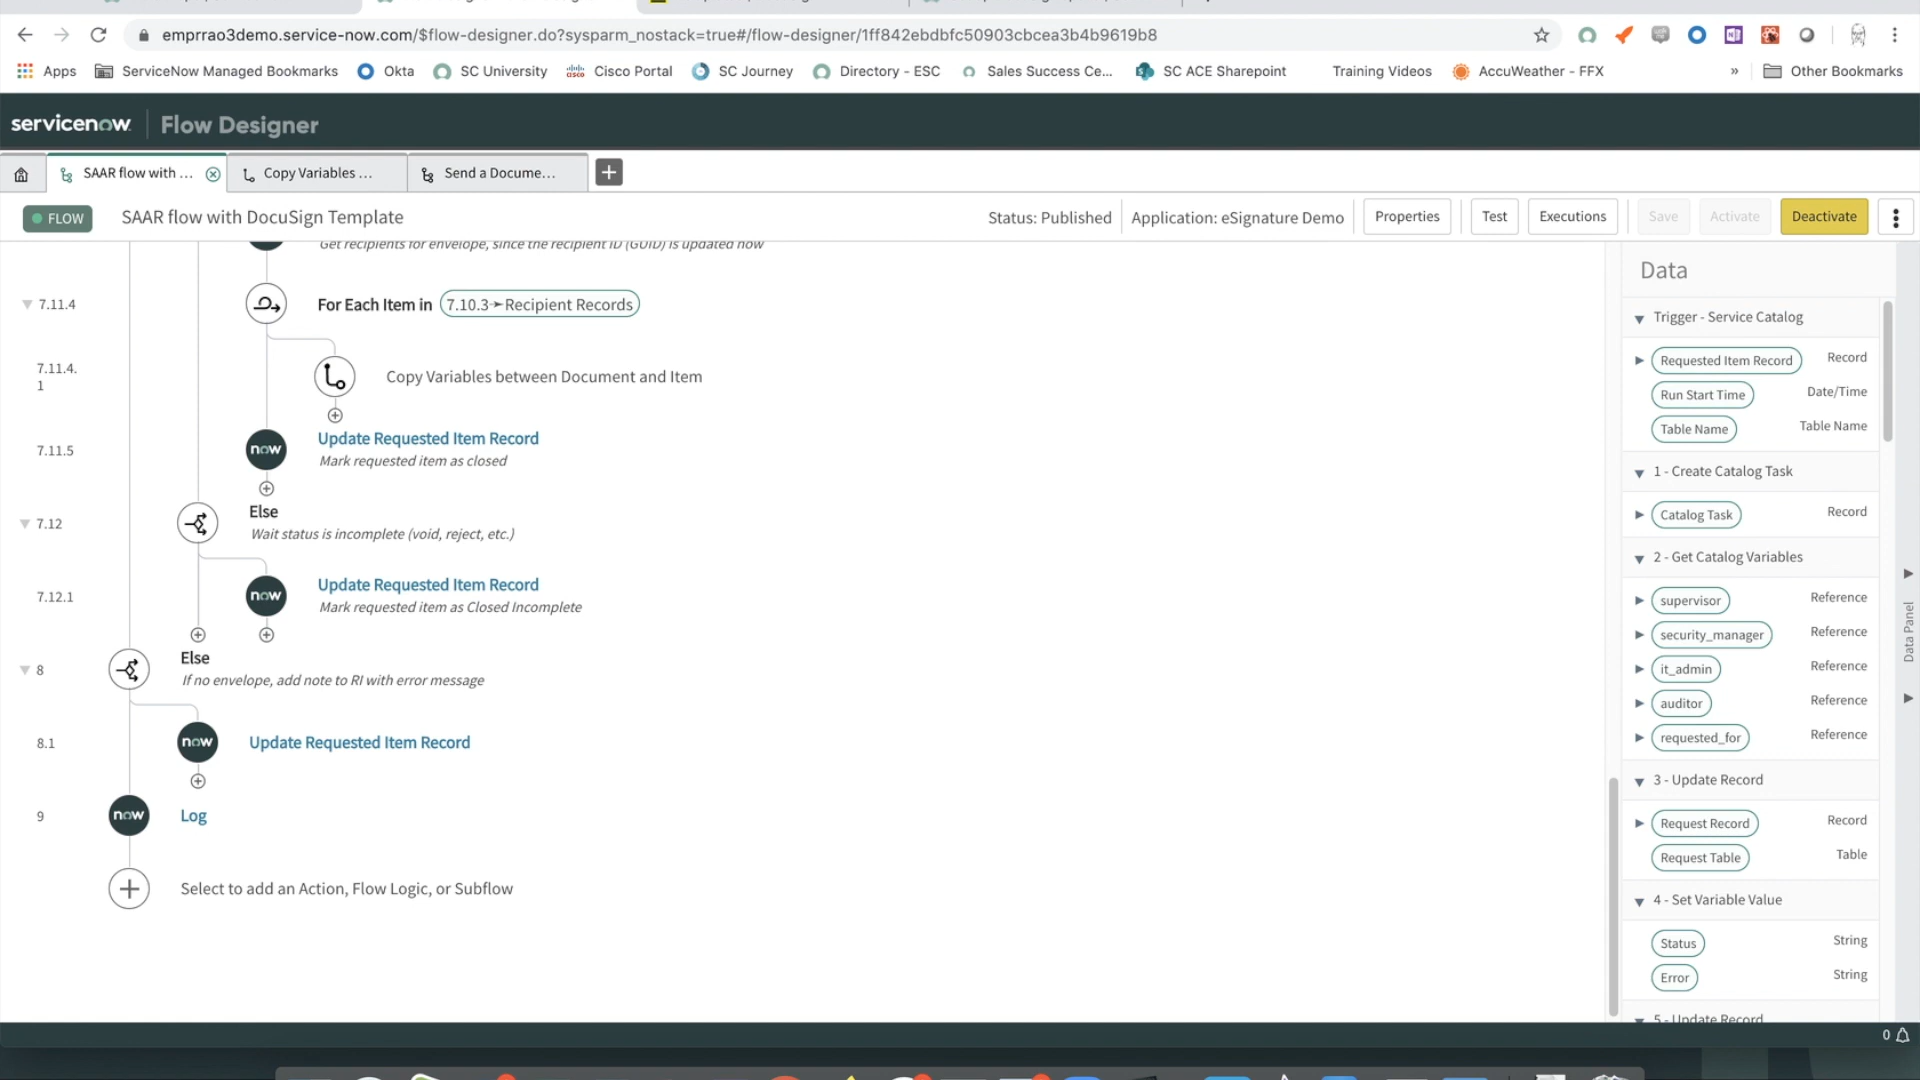 emprrao3demo.service-now.com/$flow-designer.do?sysparm_nostack=true#/flow-designer/1ff842ebdbfc50903cbcea3b4b9619b8
Apps ServiceNow Managed Bookmarks Okta SC University Cisco Portal SC Journey Directory - ESC Sales Success Ce... SC ACE Sharepoint Training Videos AccuWeather - FFX » Other Bookmarks
servicenow Flow Designer
SAAR flow with ... Copy Variables ... Send a Docume...
FLOW SAAR flow with DocuSign Template Status: Published Application: eSignature Demo Properties Test Executions Save Activate Deactivate
Get recipients for envelope, since the recipient ID (GUID) is updated now
7.11.4 For Each Item in 7.10.3➛Recipient Records
7.11.4.
1
Copy Variables between Document and Item
7.11.5 now Update Requested Item Record
Mark requested item as closed
7.12 Else
Wait status is incomplete (void, reject, etc.)
7.12.1 now Update Requested Item Record
Mark requested item as Closed Incomplete
8 Else
If no envelope, add note to RI with error message
8.1 now Update Requested Item Record
9 now Log
Select to add an Action, Flow Logic, or Subflow
Data
Trigger - Service Catalog
Requested Item Record Record
Run Start Time Date/Time
Table Name Table Name
1 - Create Catalog Task
Catalog Task Record
2 - Get Catalog Variables
supervisor Reference
security_manager Reference
it_admin Reference
auditor Reference
requested_for Reference
3 - Update Record
Request Record Record
Request Table Table
4 - Set Variable Value
Status String
Error String
5 - Update Record
Data Panel
0